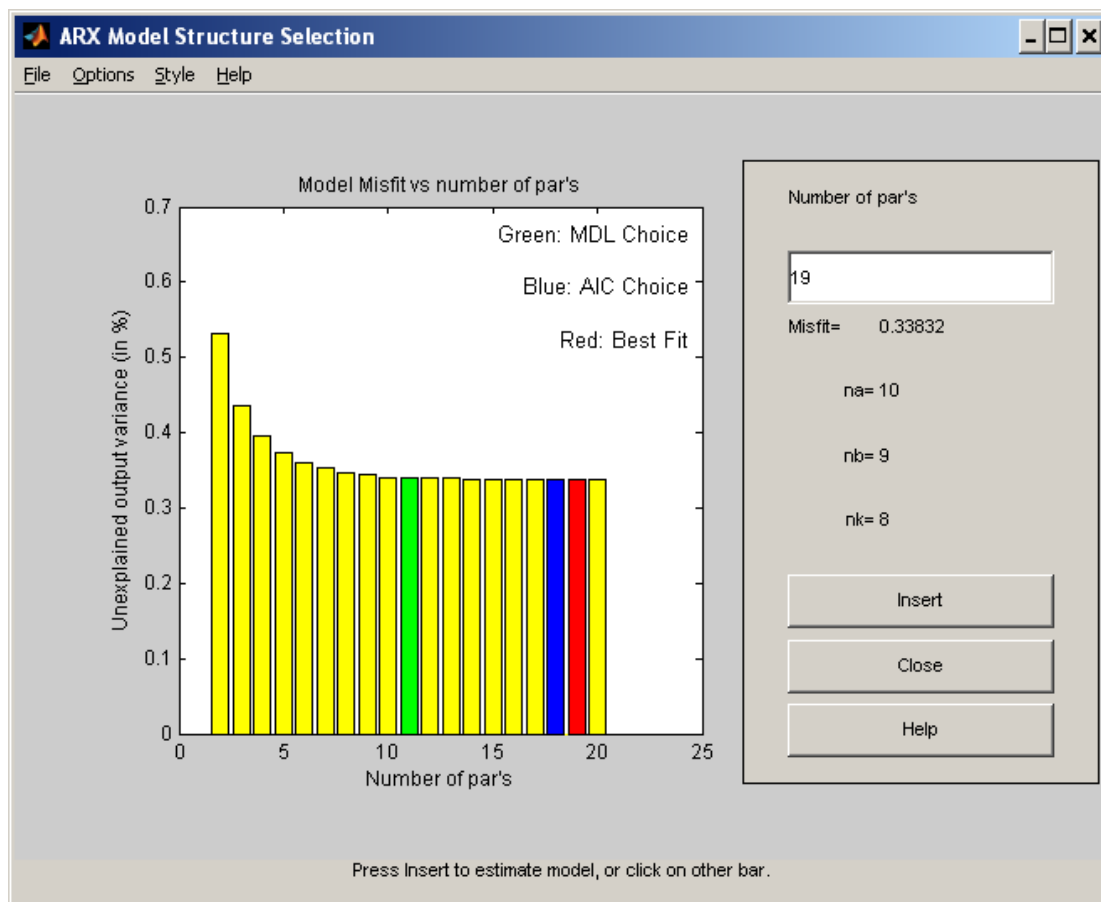 ARX Model Structure Selection
File Options Style Help
Model Misfit vs number of par's
Green: MDL Choice
Blue: AIC Choice
Red: Best Fit
Unexplained output variance (in %)
0.7
0.6
0.5
0.4
0.3
0.2
0.1
0
0 5 10 15 20 25
Number of par's
Number of par's
19
Misfit= 0.33832
na= 10
nb= 9
nk= 8
Insert
Close
Help
Press Insert to estimate model, or click on other bar.